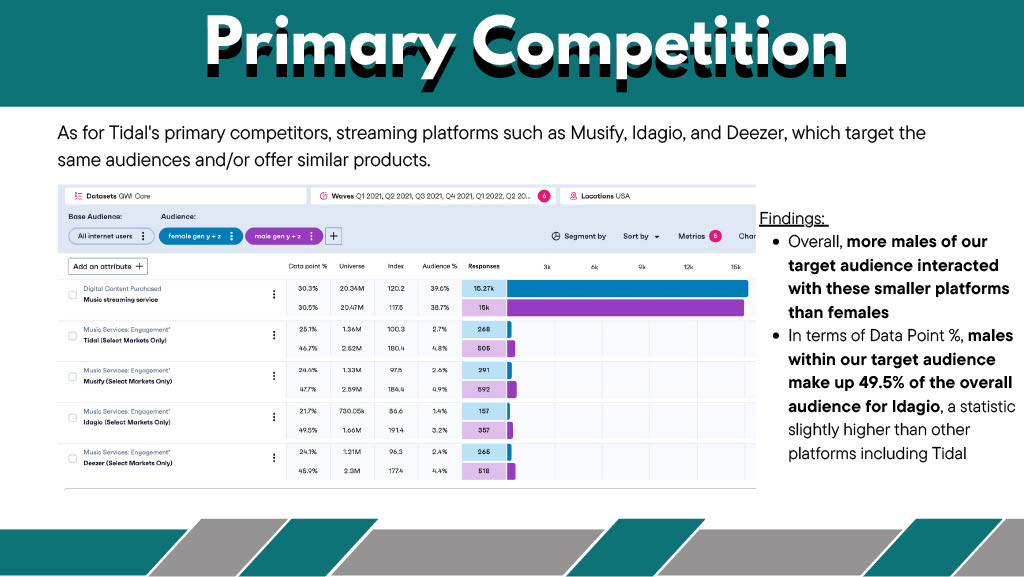 Primary Competition
As for Tidal's primary competitors, streaming platforms such as Musify, Idagio, and Deezer, which target the
same audiences and/or offer similar products.
Datasets GWI Core
Waves Q1 2021, Q2 2021, Q3 2021, Q4 2021, Q1 2022, Q2 20... 6
Locations USA
Base Audience: Audience:
All internet users female gen y + z male gen y + z +
Segment by Sort by Metrics 5 Char
Add an attribute + Data point % Universe Index Audience % Responses 3k 6k 9k 12k 15k
Digital Content Purchased
Music streaming service
30.3% 20.34M 120.2 39.6% 15.27k
30.5% 20.47M 117.5 38.7% 15k
Music Services: Engagement*
Tidal (Select Markets Only)
25.1% 1.36M 100.3 2.7% 268
46.7% 2.52M 180.4 4.8% 505
Music Services: Engagement*
Musify (Select Markets Only)
24.4% 1.33M 97.5 2.6% 291
47.7% 2.59M 184.4 4.9% 592
Music Services: Engagement*
Idagio (Select Markets Only)
21.7% 730.05k 86.6 1.4% 157
49.5% 1.66M 191.4 3.2% 357
Music Services: Engagement*
Deezer (Select Markets Only)
24.1% 1.21M 96.3 2.4% 265
45.9% 2.3M 177.4 4.4% 518
Findings:
• Overall, more males of our
target audience interacted
with these smaller platforms
than females
• In terms of Data Point %, males
within our target audience
make up 49.5% of the overall
audience for Idagio, a statistic
slightly higher than other
platforms including Tidal